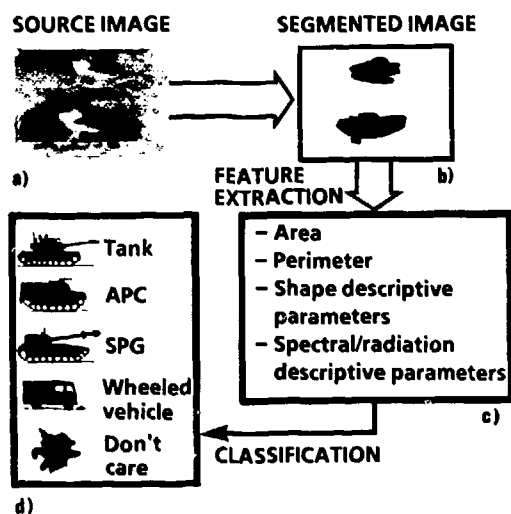 SOURCE IMAGE
SEGMENTED IMAGE
a)
b)
FEATURE
EXTRACTION
– Area
– Perimeter
– Shape descriptive
parameters
– Spectral/radiation
descriptive parameters
c)
CLASSIFICATION
Tank
APC
SPG
Wheeled
vehicle
Don't
care
d)